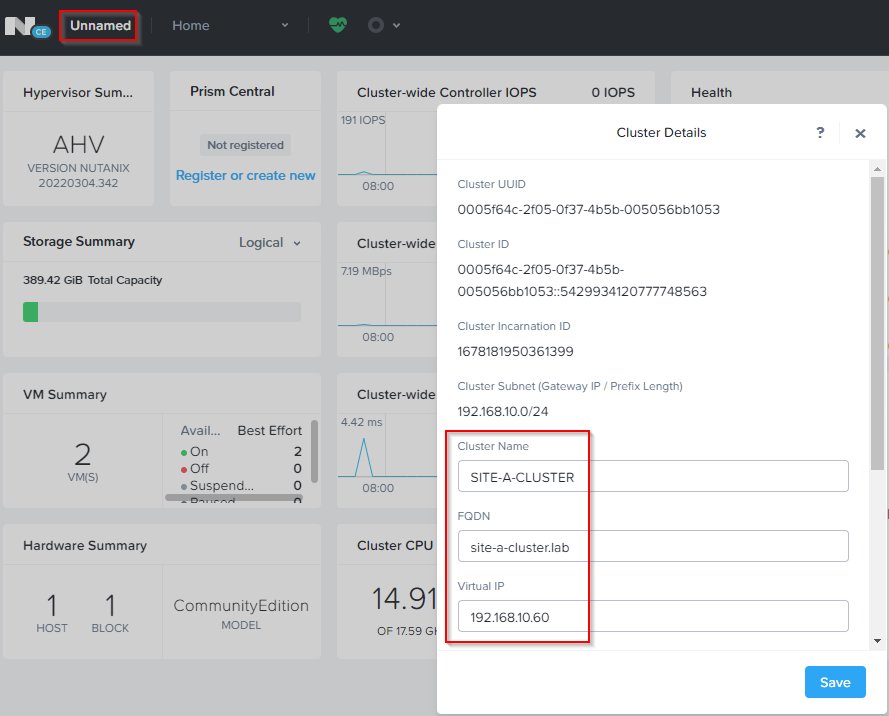 N CE
Unnamed
Home
Hypervisor Sum...
AHV
VERSION NUTANIX
20220304.342
Prism Central
Not registered
Register or create new
Cluster-wide Controller IOPS 0 IOPS
191 IOPS
08:00
Health
Storage Summary Logical
389.42 GiB Total Capacity
Cluster-wide
7.19 MBps
08:00
VM Summary
2
VM(S)
Avail... Best Effort
On 2
Off 0
Suspend... 0
Paused 0
Cluster-wide
4.42 ms
08:00
Hardware Summary
1
HOST
1
BLOCK
CommunityEdition
MODEL
Cluster CPU
14.91
OF 17.59 GH
Cluster Details ? ×
Cluster UUID
0005f64c-2f05-0f37-4b5b-005056bb1053
Cluster ID
0005f64c-2f05-0f37-4b5b-
005056bb1053::5429934120777748563
Cluster Incarnation ID
1678181950361399
Cluster Subnet (Gateway IP / Prefix Length)
192.168.10.0/24
Cluster Name
SITE-A-CLUSTER
FQDN
site-a-cluster.lab
Virtual IP
192.168.10.60
Save